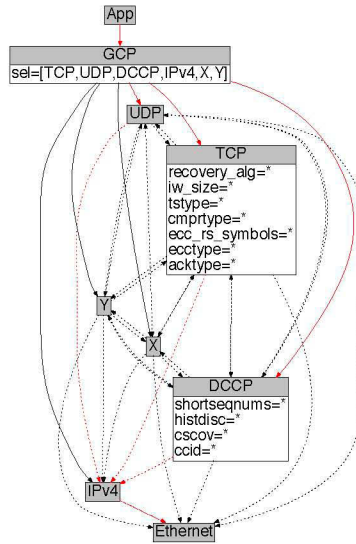 App
GCP
sel=[TCP,UDP,DCCP,IPv4,X,Y]
UDP
TCP
recovery_alg=*
iw_size=*
tstype=*
cmprtype=*
ecc_rs_symbols=*
ecctype=*
acktype=*
Y
X
DCCP
shortseqnums=*
histdisc=*
cscov=*
ccid=*
IPv4
Ethernet